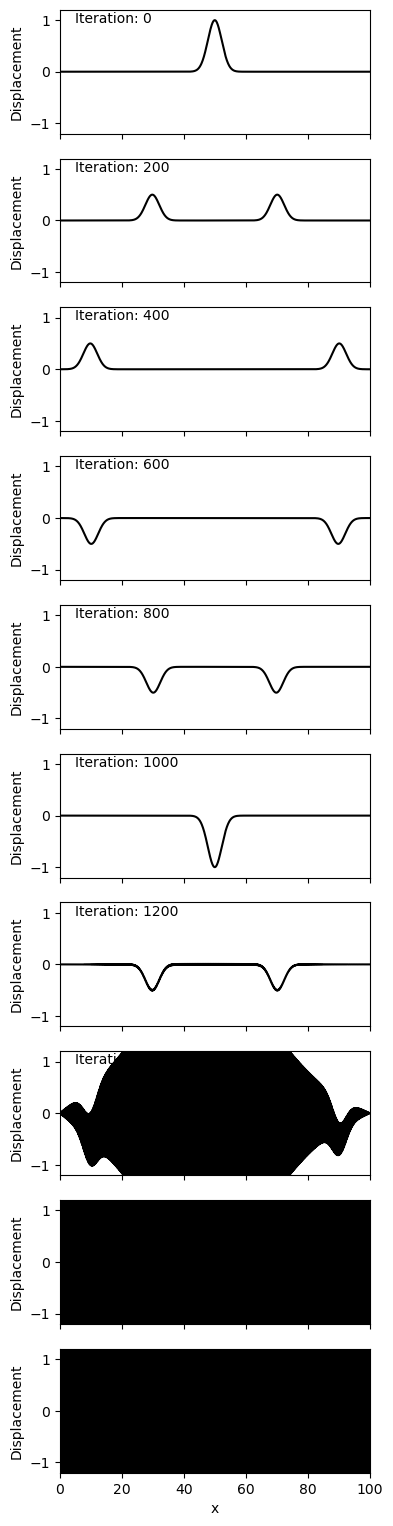 Iteration: 0
1
0
−1
Displacement
Iteration: 200
1
0
−1
Displacement
Iteration: 400
1
0
−1
Displacement
Iteration: 600
1
0
−1
Displacement
Iteration: 800
1
0
−1
Displacement
Iteration: 1000
1
0
−1
Displacement
Iteration: 1200
1
0
−1
Displacement
1
0
−1
Displacement
1
0
−1
Displacement
1
0
−1
Displacement
0 20 40 60 80 100
x